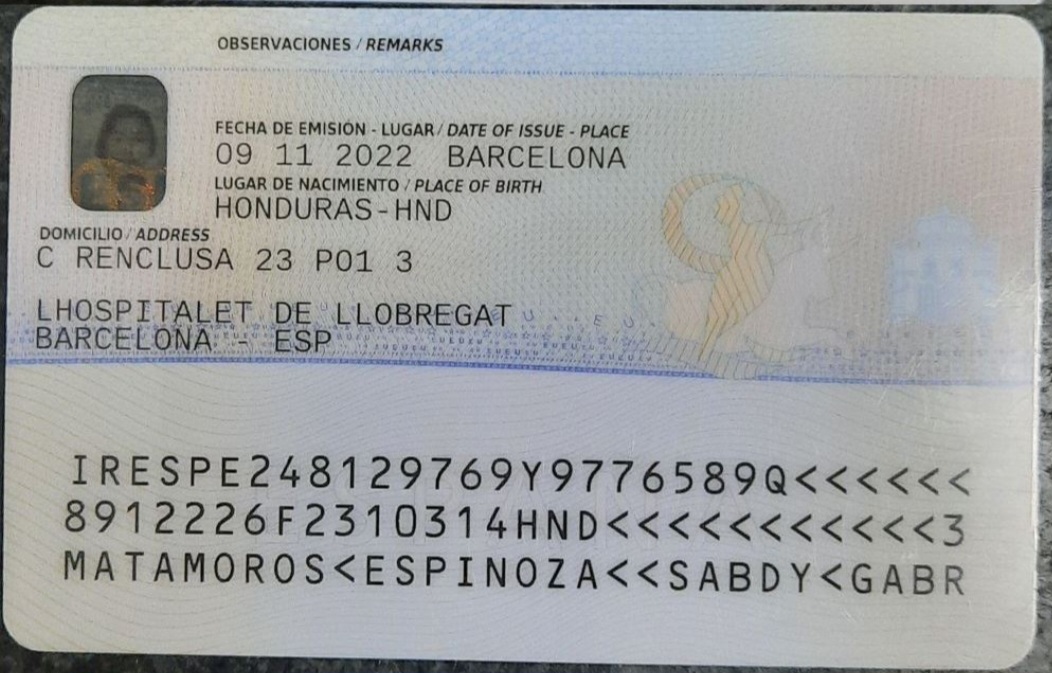 OBSERVACIONES / REMARKS
FECHA DE EMISIÓN - LUGAR / DATE OF ISSUE - PLACE
09 11 2022 BARCELONA
LUGAR DE NACIMIENTO / PLACE OF BIRTH
HONDURAS-HND
DOMICILIO / ADDRESS
C RENCLUSA 23 P01 3
LHOSPITALET DE LLOBREGAT
BARCELONA - ESP
IRESPE248129769Y9776589Q<<<<<<
8912226F2310314HND<<<<<<<<<<<3
MATAMOROS<ESPINOZA<<SABDY<GABR